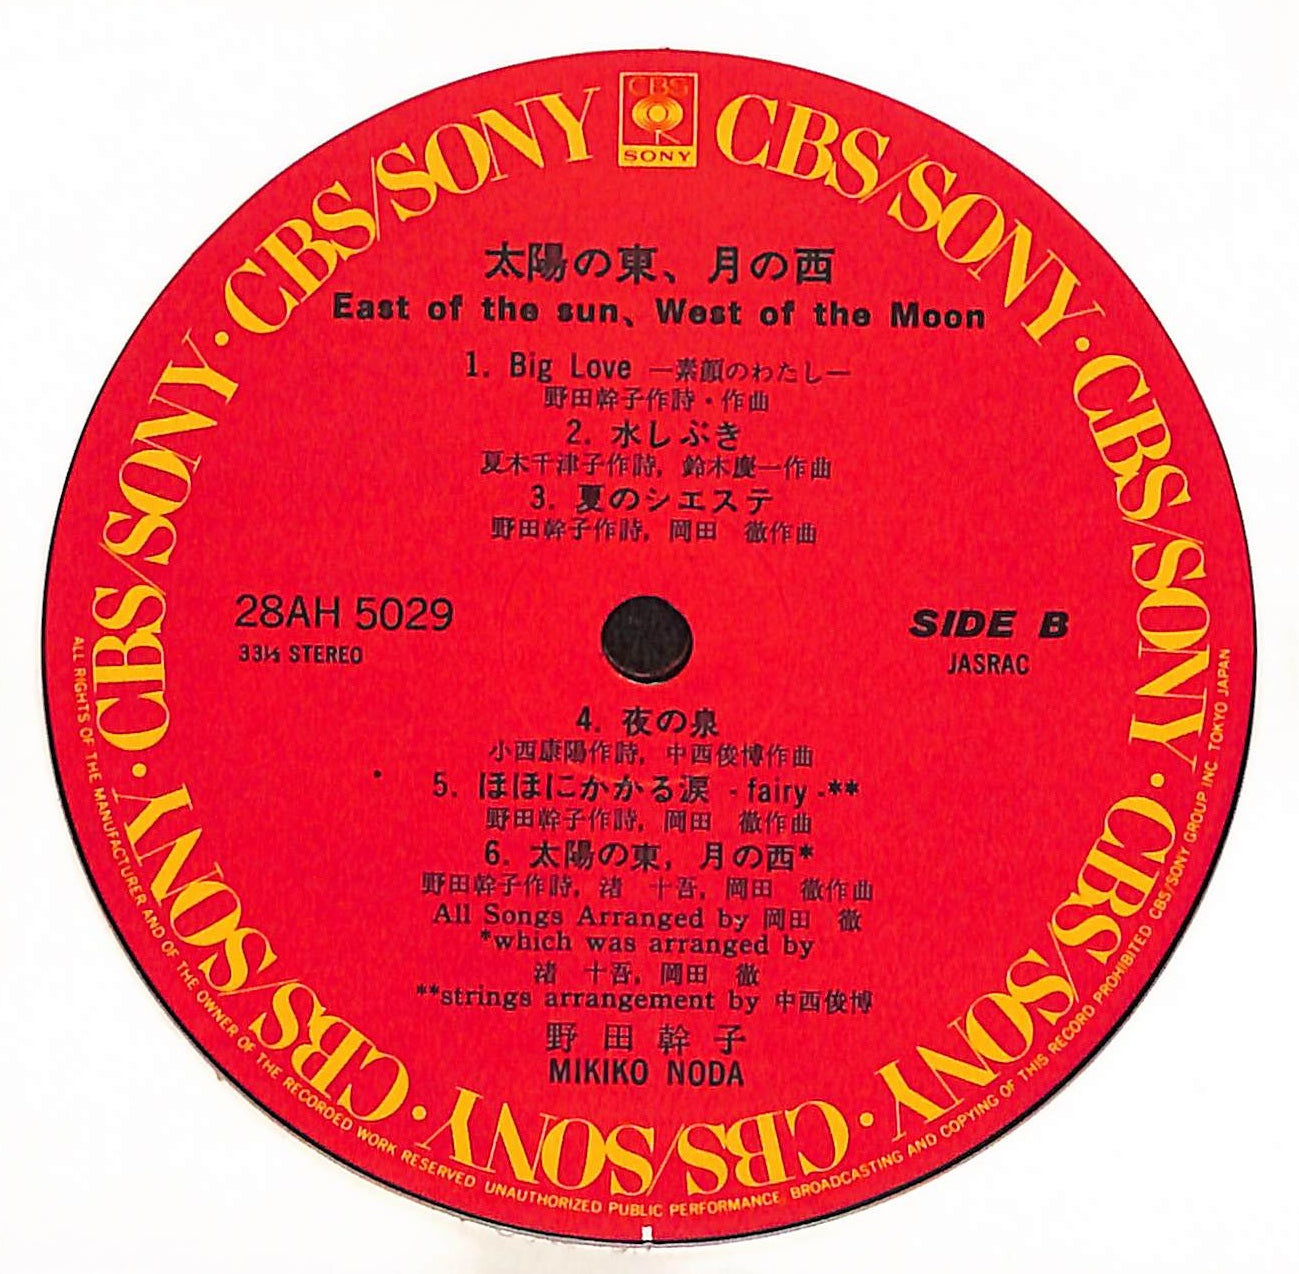 CBS
SONY
CBS/SONY · CBS/SONY · CBS/SONY · CBS/SONY · CBS/SONY · CBS/SONY · CBS/SONY
太陽の東、月の西
East of the sun、West of the Moon
1. Big Love —素顔のわたし—
野田幹子作詩・作曲
2. 水しぶき
夏木千津子作詩, 鈴木慶一作曲
3. 夏のシエステ
野田幹子作詩, 岡田 徹作曲
28AH 5029
SIDE B
33⅓ STEREO
JASRAC
4. 夜の泉
小西康陽作詩, 中西俊博作曲
5. ほほにかかる涙 - fairy -**
野田幹子作詩, 岡田 徹作曲
6. 太陽の東, 月の西*
野田幹子作詩, 渚 十吾, 岡田 徹作曲
All Songs Arranged by 岡田 徹
*which was arranged by
渚 十吾, 岡田 徹
**strings arrangement by 中西俊博
野田幹子
MIKIKO NODA
ALL RIGHTS OF THE MANUFACTURER AND OF THE OWNER OF THE RECORDED WORK RESERVED UNAUTHORIZED PUBLIC PERFORMANCE, BROADCASTING AND COPYING OF THIS RECORD PROHIBITED CBS/SONY GROUP INC. TOKYO JAPAN